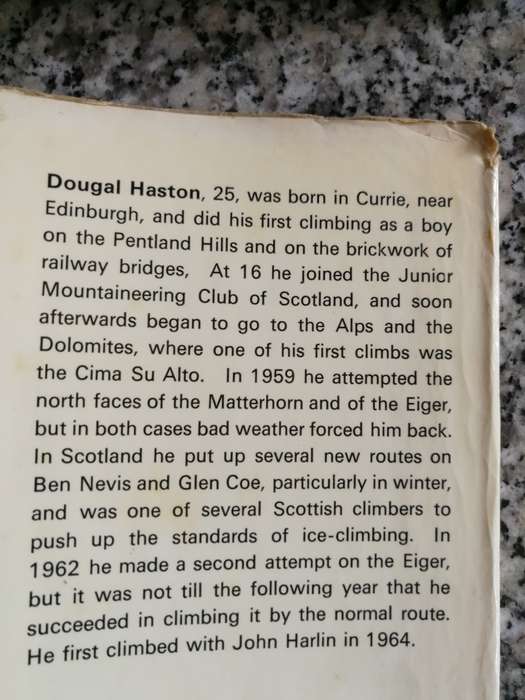 Dougal Haston, 25, was born in Currie, near
Edinburgh, and did his first climbing as a boy
on the Pentland Hills and on the brickwork of
railway bridges, At 16 he joined the Junior
Mountaineering Club of Scotland, and soon
afterwards began to go to the Alps and the
Dolomites, where one of his first climbs was
the Cima Su Alto. In 1959 he attempted the
north faces of the Matterhorn and of the Eiger,
but in both cases bad weather forced him back.
In Scotland he put up several new routes on
Ben Nevis and Glen Coe, particularly in winter,
and was one of several Scottish climbers to
push up the standards of ice-climbing. In
1962 he made a second attempt on the Eiger,
but it was not till the following year that he
succeeded in climbing it by the normal route.
He first climbed with John Harlin in 1964.